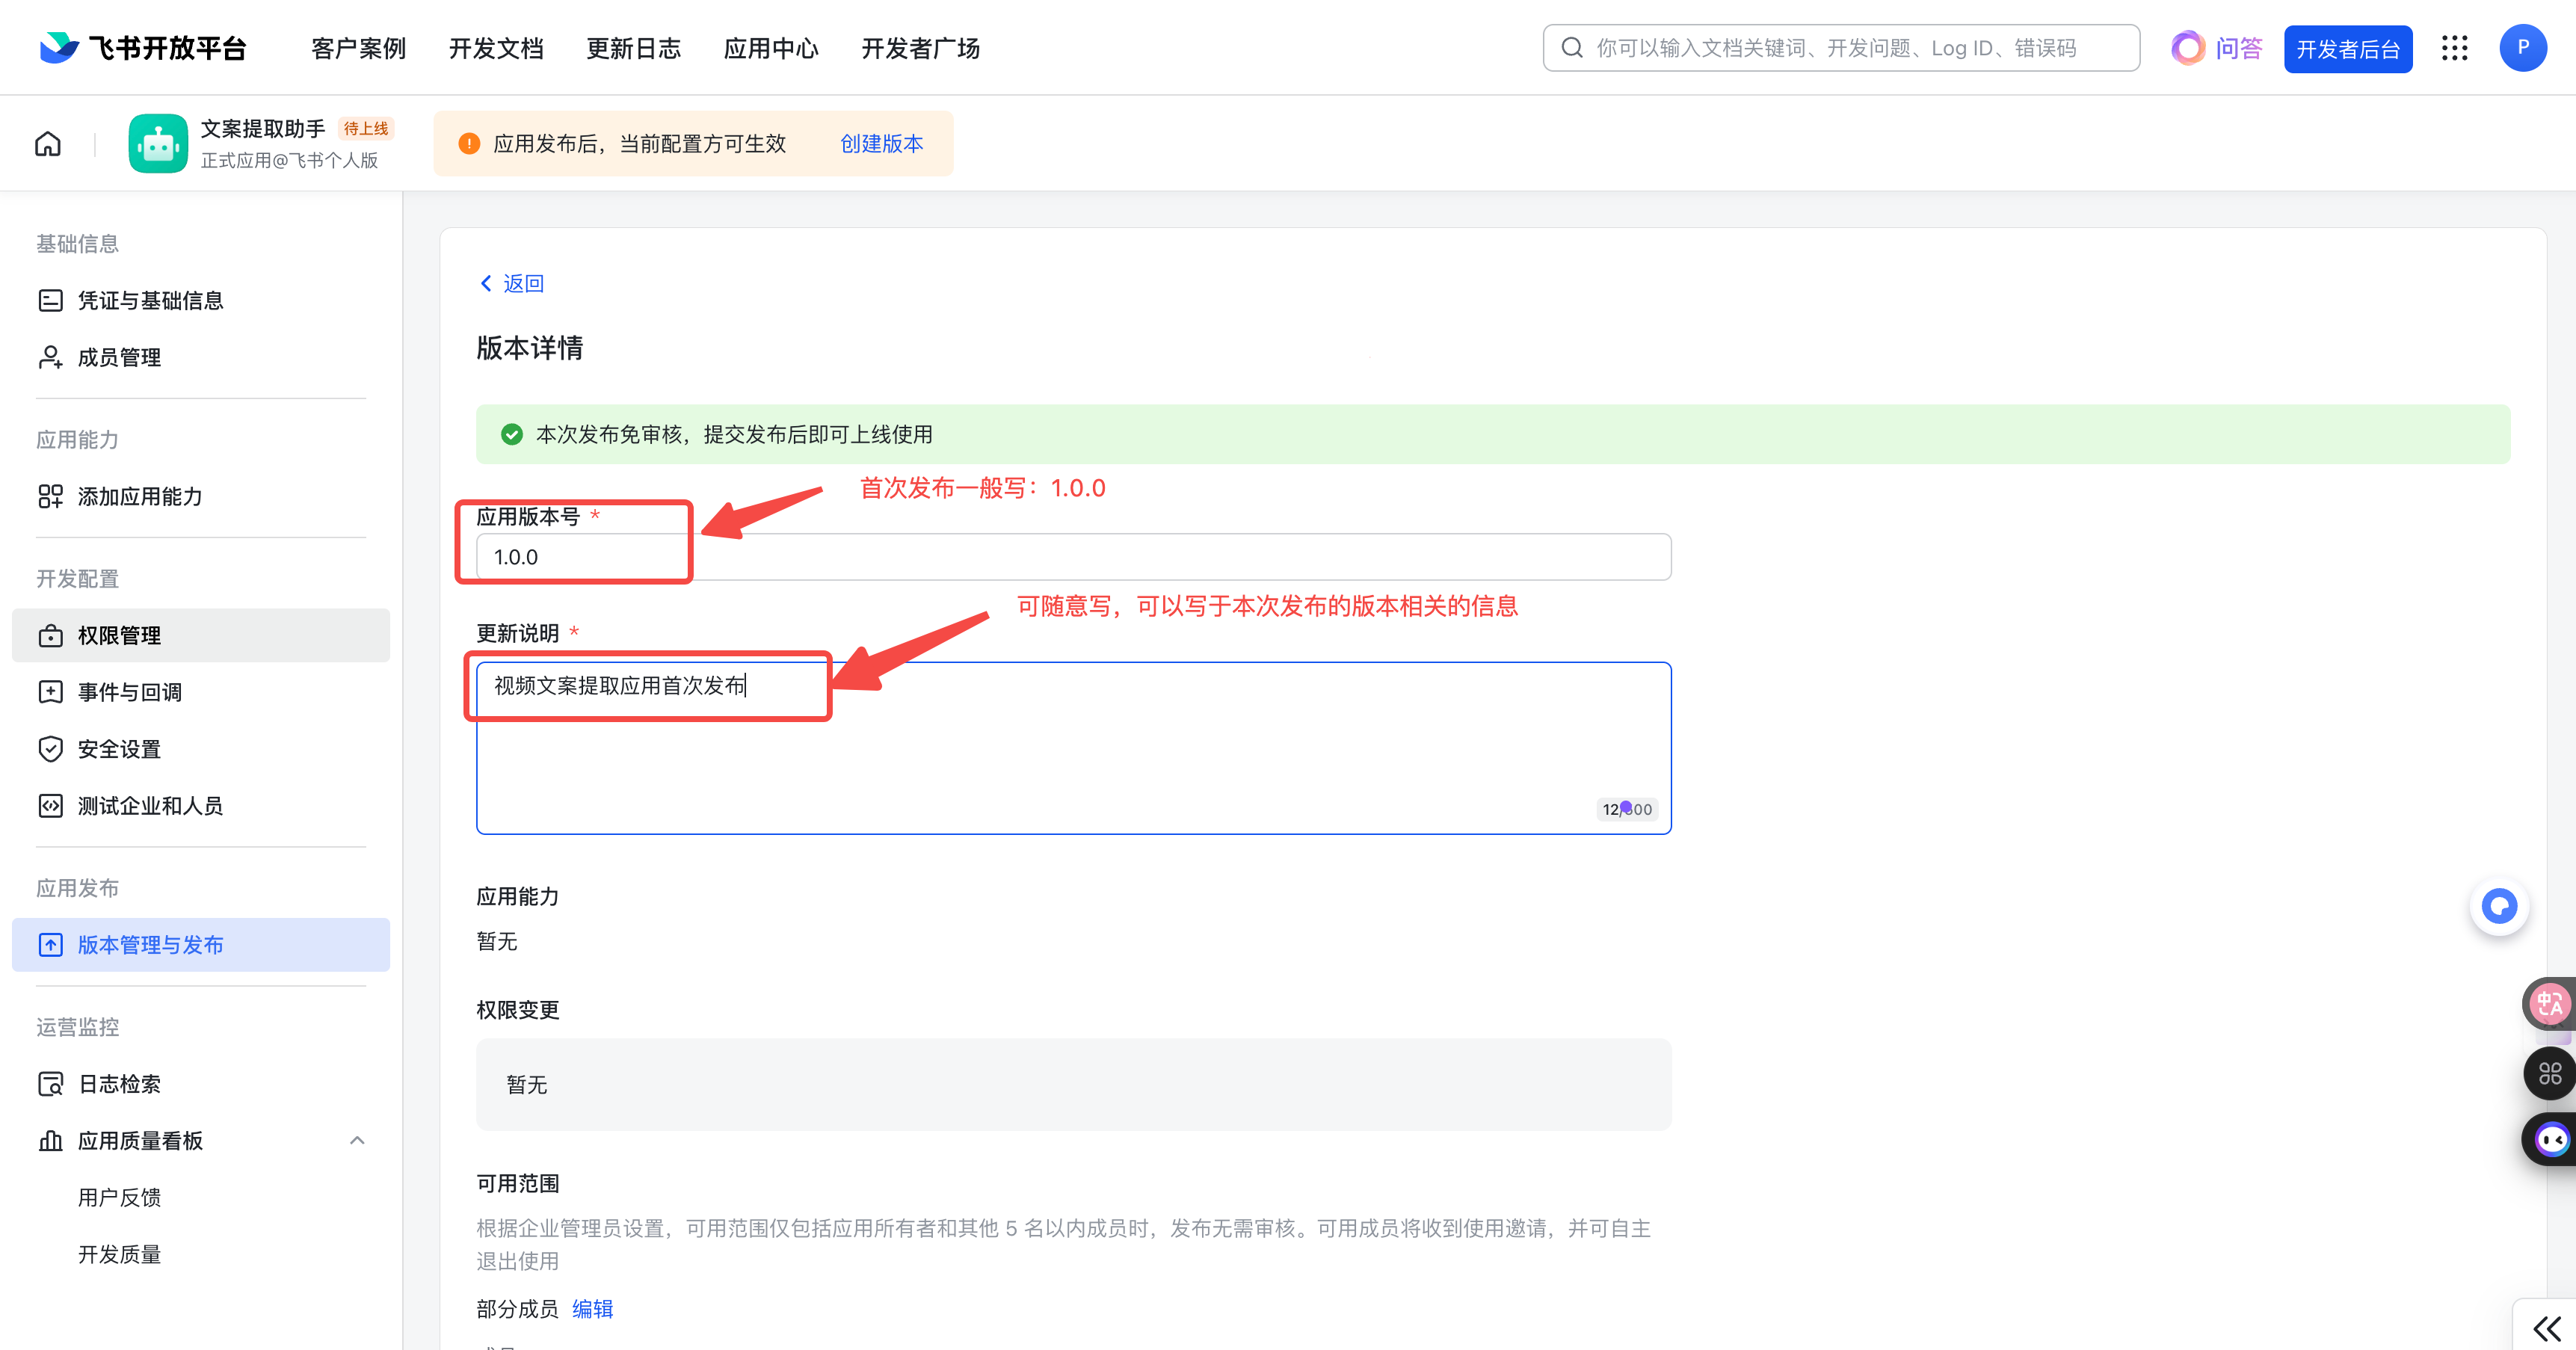 飞书开放平台
客户案例
开发文档
更新日志
应用中心
开发者广场
你可以输入文档关键词、开发问题、Log ID、错误码
问答
开发者后台
P
文案提取助手
待上线
正式应用@飞书个人版
应用发布后，当前配置方可生效
创建版本
基础信息
凭证与基础信息
成员管理
应用能力
添加应用能力
开发配置
权限管理
事件与回调
安全设置
测试企业和人员
应用发布
版本管理与发布
运营监控
日志检索
应用质量看板
用户反馈
开发质量
返回
版本详情
本次发布免审核，提交发布后即可上线使用
首次发布一般写：1.0.0
应用版本号 *
1.0.0
可随意写，可以写于本次发布的版本相关的信息
更新说明 *
视频文案提取应用首次发布
应用能力
暂无
权限变更
暂无
可用范围
根据企业管理员设置，可用范围仅包括应用所有者和其他 5 名以内成员时，发布无需审核。可用成员将收到使用邀请，并可自主
退出使用
部分成员 编辑